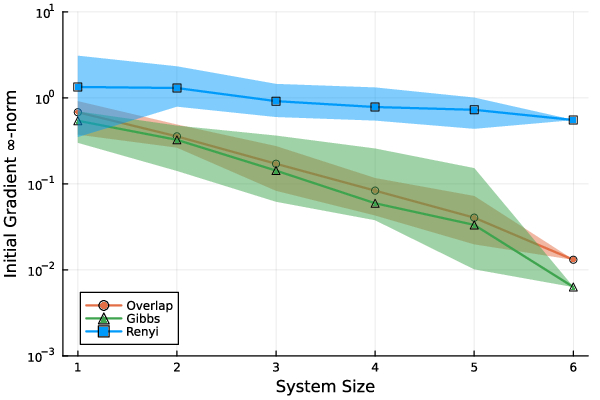 10^1
10^0
10^-1
10^-2
10^-3
Initial Gradient ∞-norm
Overlap
Gibbs
Renyi
1 2 3 4 5 6
System Size